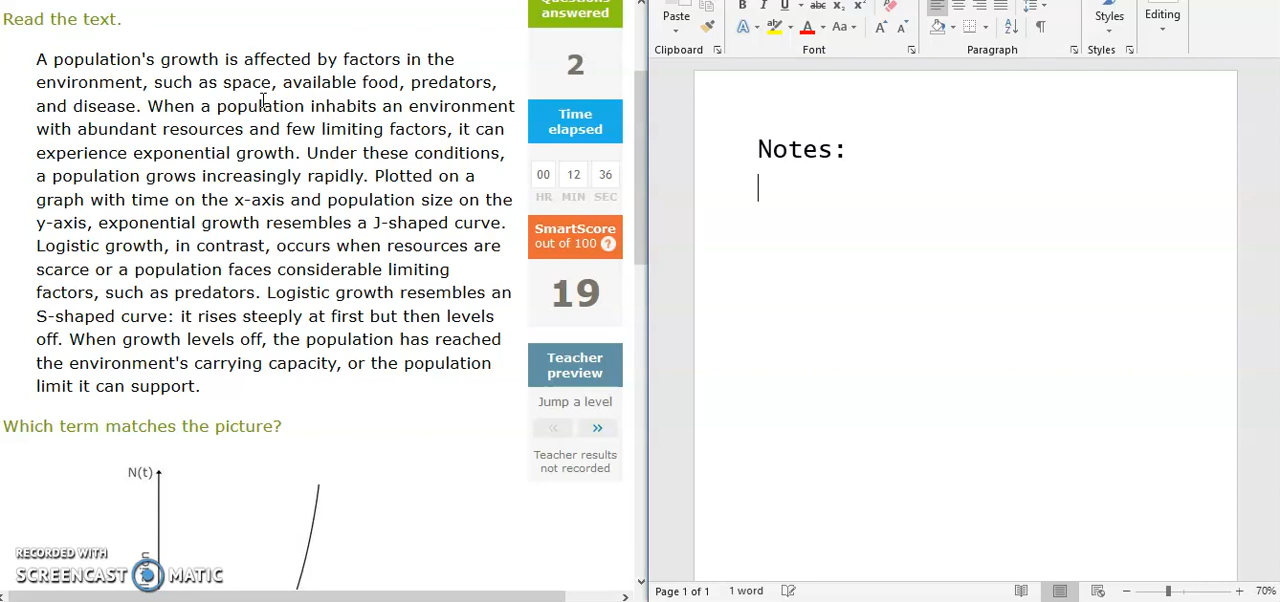 Read the text.
A population's growth is affected by factors in the
environment, such as space, available food, predators,
and disease. When a population inhabits an environment
with abundant resources and few limiting factors, it can
experience exponential growth. Under these conditions,
a population grows increasingly rapidly. Plotted on a
graph with time on the x-axis and population size on the
y-axis, exponential growth resembles a J-shaped curve.
Logistic growth, in contrast, occurs when resources are
scarce or a population faces considerable limiting
factors, such as predators. Logistic growth resembles an
S-shaped curve: it rises steeply at first but then levels
off. When growth levels off, the population has reached
the environment's carrying capacity, or the population
limit it can support.
Which term matches the picture?
N(t)
RECORDED WITH
SCREENCAST MATIC
Questions
answered
2
Time
elapsed
00 12 36
HR MIN SEC
SmartScore
out of 100 ?
19
Teacher
preview
Jump a level
Teacher results
not recorded
Paste
Clipboard
B I U abc x₂ x²
A ab A Aa A A
Font
Paragraph
Styles
Styles
Editing
Notes:
Page 1 of 1 1 word
70%